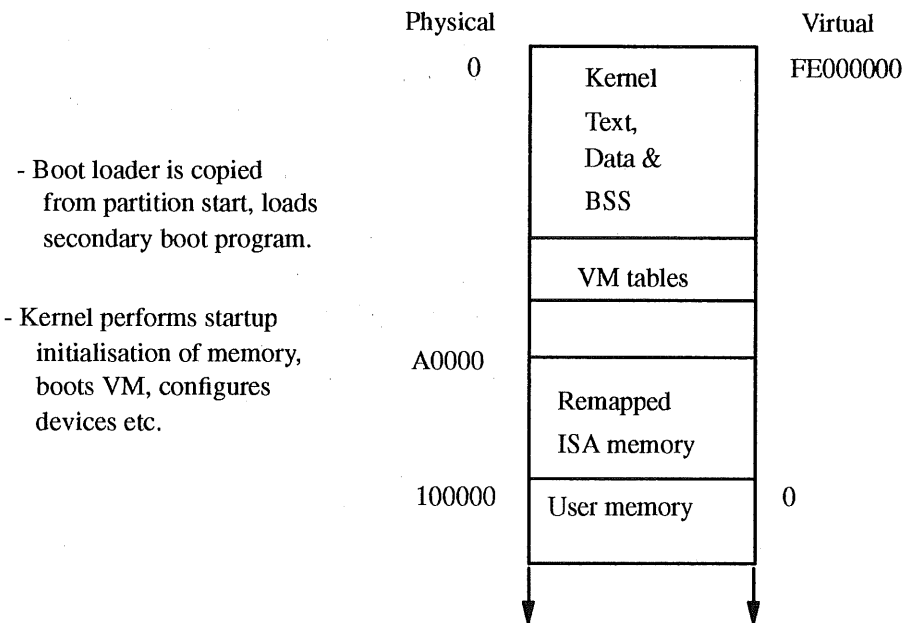 Physical
Virtual
0
FE000000
Kernel
Text,
Data &
BSS
- Boot loader is copied
from partition start, loads
secondary boot program.
VM tables
- Kernel performs startup
initialisation of memory,
boots VM, configures
devices etc.
A0000
Remapped
ISA memory
100000
User memory
0